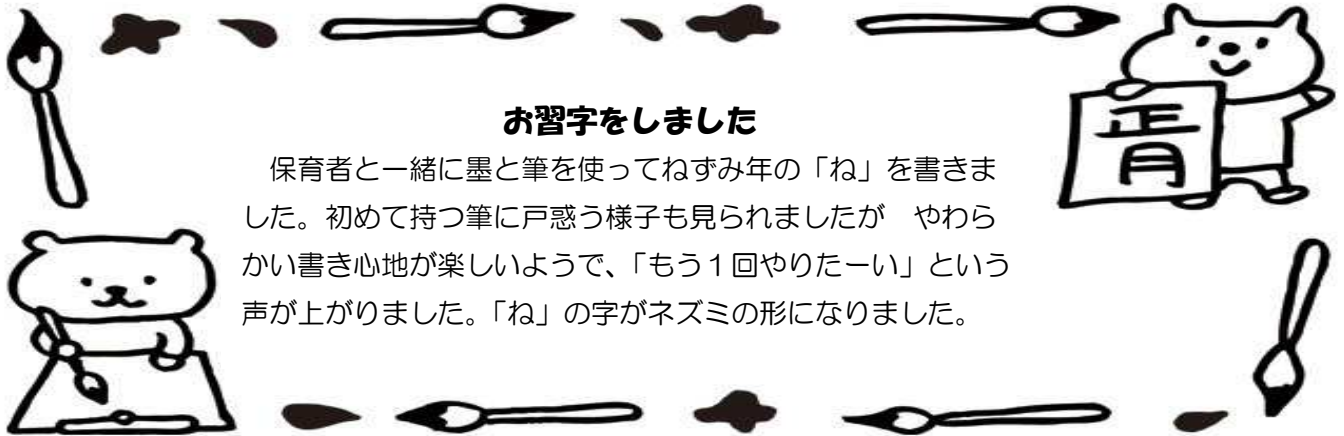 お習字をしました
　保育者と一緒に墨と筆を使ってねずみ年の「ね」を書きま
した。初めて持つ筆に戸惑う様子も見られましたが　やわら
かい書き心地が楽しいようで、「もう１回やりたーい」という
声が上がりました。「ね」の字がネズミの形になりました。
正月